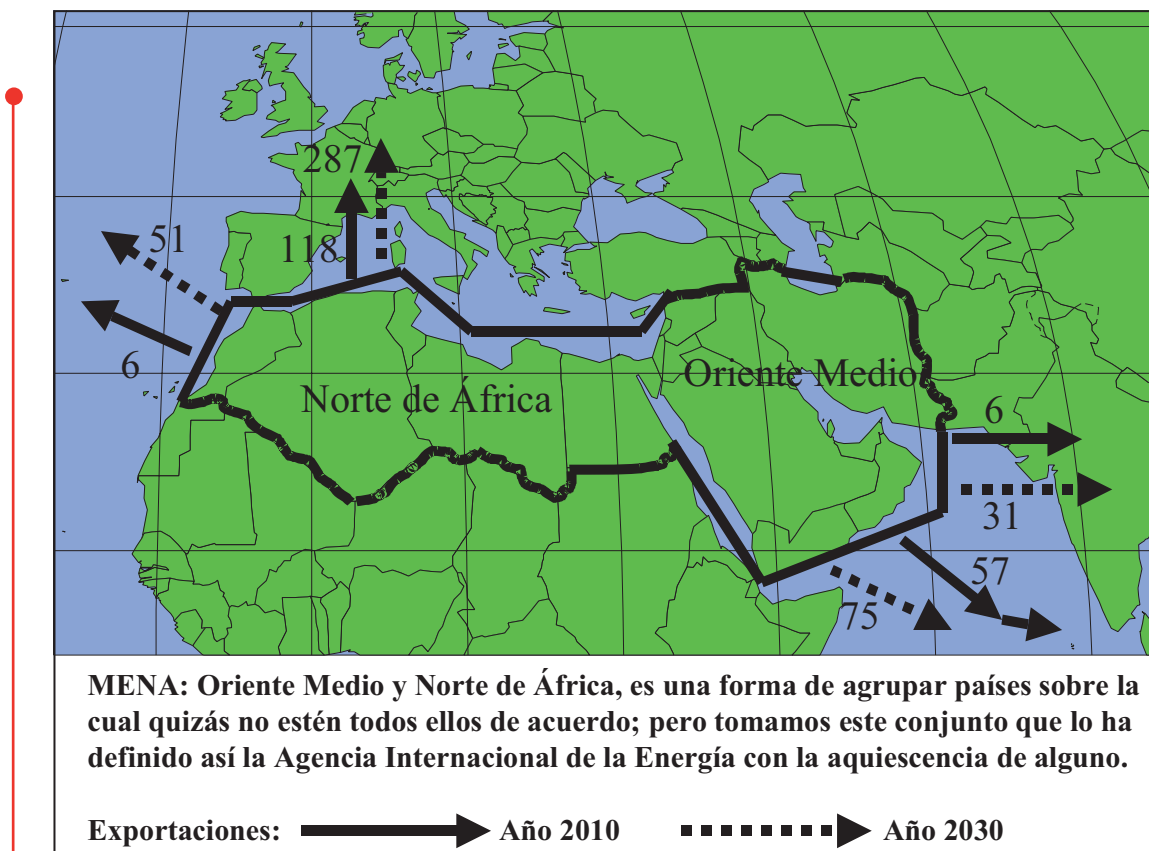 287
51
118
6
Norte de África
Oriente Medio
6
31
57
75
MENA: Oriente Medio y Norte de África, es una forma de agrupar países sobre la
cual quizás no estén todos ellos de acuerdo; pero tomamos este conjunto que lo ha
definido así la Agencia Internacional de la Energía con la aquiescencia de alguno.
Exportaciones: Año 2010 Año 2030